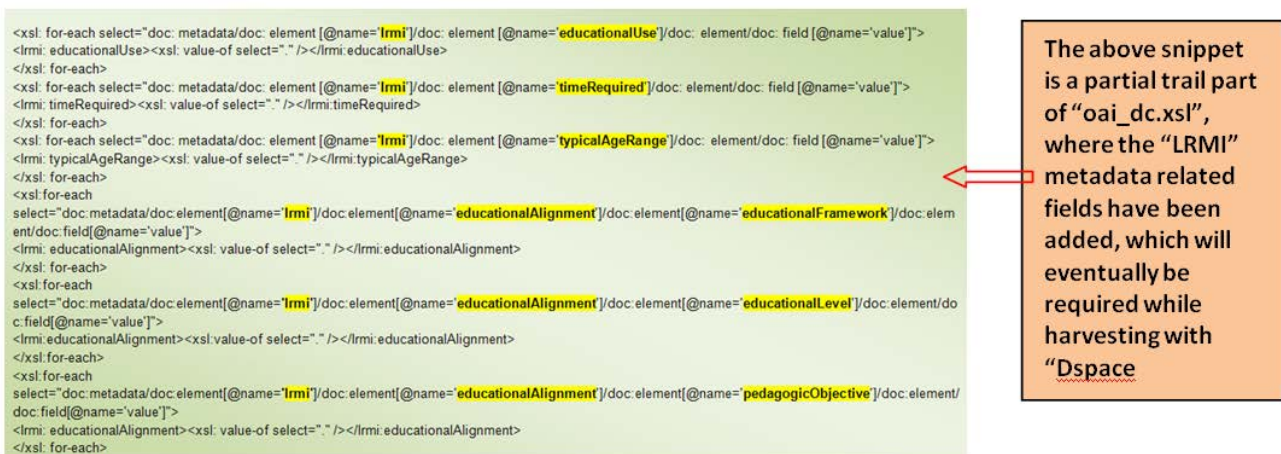 <xsl: for-each select="doc: metadata/doc: element [@name='lrmi']/doc: element [@name='educationalUse']/doc: element/doc: field [@name='value']">
<lrmi: educationalUse><xsl: value-of select="." /></lrmi:educationalUse>
</xsl: for-each>
<xsl: for-each select="doc: metadata/doc: element [@name='lrmi']/doc: element [@name='timeRequired']/doc: element/doc: field [@name='value']">
<lrmi: timeRequired><xsl: value-of select="." /></lrmi:timeRequired>
</xsl: for-each>
<xsl: for-each select="doc: metadata/doc: element [@name='lrmi']/doc: element [@name='typicalAgeRange']/doc: element/doc: field [@name='value']">
<lrmi: typicalAgeRange><xsl: value-of select="." /></lrmi:typicalAgeRange>
</xsl: for-each>
<xsl:for-each
select="doc:metadata/doc:element[@name='lrmi']/doc:element[@name='educationalAlignment']/doc:element[@name='educationalFramework']/doc:elem
ent/doc:field[@name='value']">
<lrmi: educationalAlignment><xsl: value-of select="." /></lrmi:educationalAlignment>
</xsl: for-each>
<xsl:for-each
select="doc:metadata/doc:element[@name='lrmi']/doc:element[@name='educationalAlignment']/doc:element[@name='educationalLevel']/doc:element/do
c:field[@name='value']">
<lrmi:educationalAlignment><xsl:value-of select="." /></lrmi:educationalAlignment>
</xsl:for-each>
<xsl:for-each
select="doc:metadata/doc:element[@name='lrmi']/doc:element[@name='educationalAlignment']/doc:element[@name='pedagogicObjective']/doc:element/
doc:field[@name='value']">
<lrmi: educationalAlignment><xsl: value-of select="." /></lrmi:educationalAlignment>
</xsl: for-each>
The above snippet
is a partial trail part
of "oai_dc.xsl",
where the "LRMI"
metadata related
fields have been
added, which will
eventually be
required while
harvesting with
"Dspace